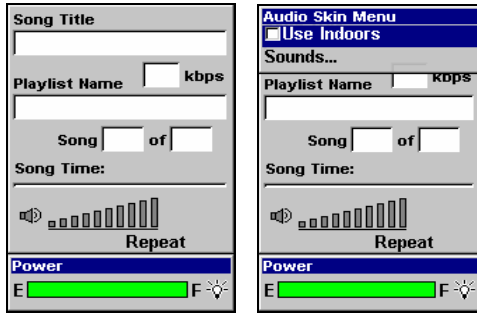 Song Title
kbps
Playlist Name
Song of
Song Time:
Repeat
Power
E F
Audio Skin Menu
Use Indoors
Sounds...
kbps
Playlist Name
Song of
Song Time:
Repeat
Power
E F